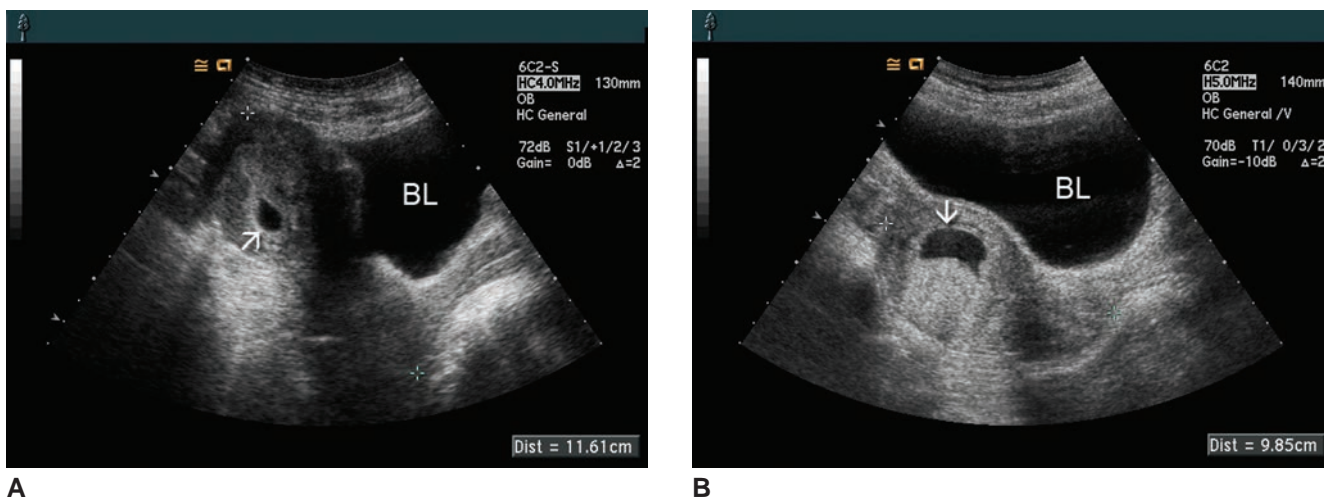 6C2-S
HC4.0MHz 130mm
OB
HC General
72dB S1/+1/2/3
Gain= 0dB Δ=2
BL
Dist = 11.61cm
A
6C2
H5.0MHz 140mm
OB
HC General /V
70dB T1/ 0/3/2
Gain=-10dB Δ=2
BL
Dist = 9.85cm
B